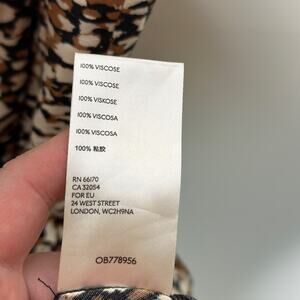 100% VISCOSE
100% VISCOSE
100% VISKOSE
100% VISCOSA
100% VISCOSA
100% 粘胶
RN 66170
CA 32054
FOR EU
24 WEST STREET
LONDON, WC2H9NA
OB778956